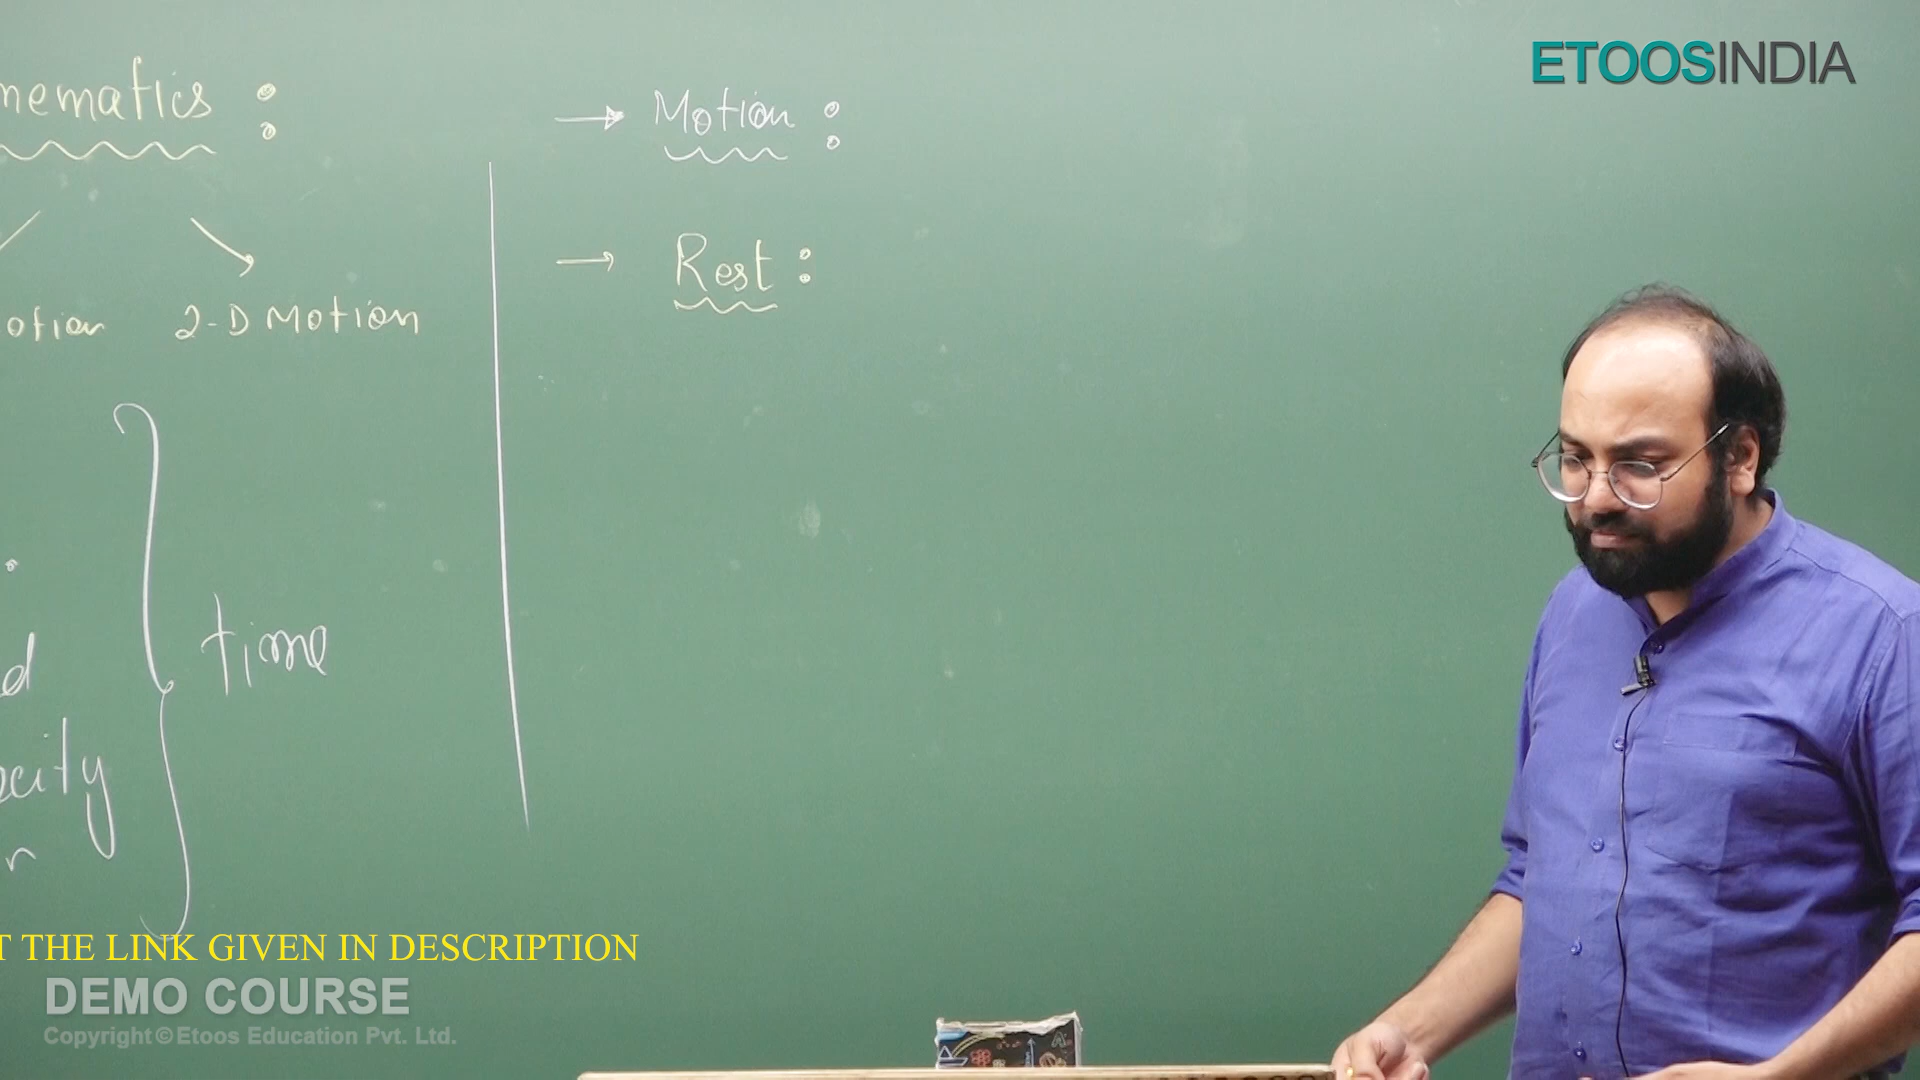 ETOOSINDIA
nematics :
otion 2-D Motion
time
d
ocity
n
→ Motion :
→ Rest :
T THE LINK GIVEN IN DESCRIPTION
DEMO COURSE
Copyright © Etoos Education Pvt. Ltd.